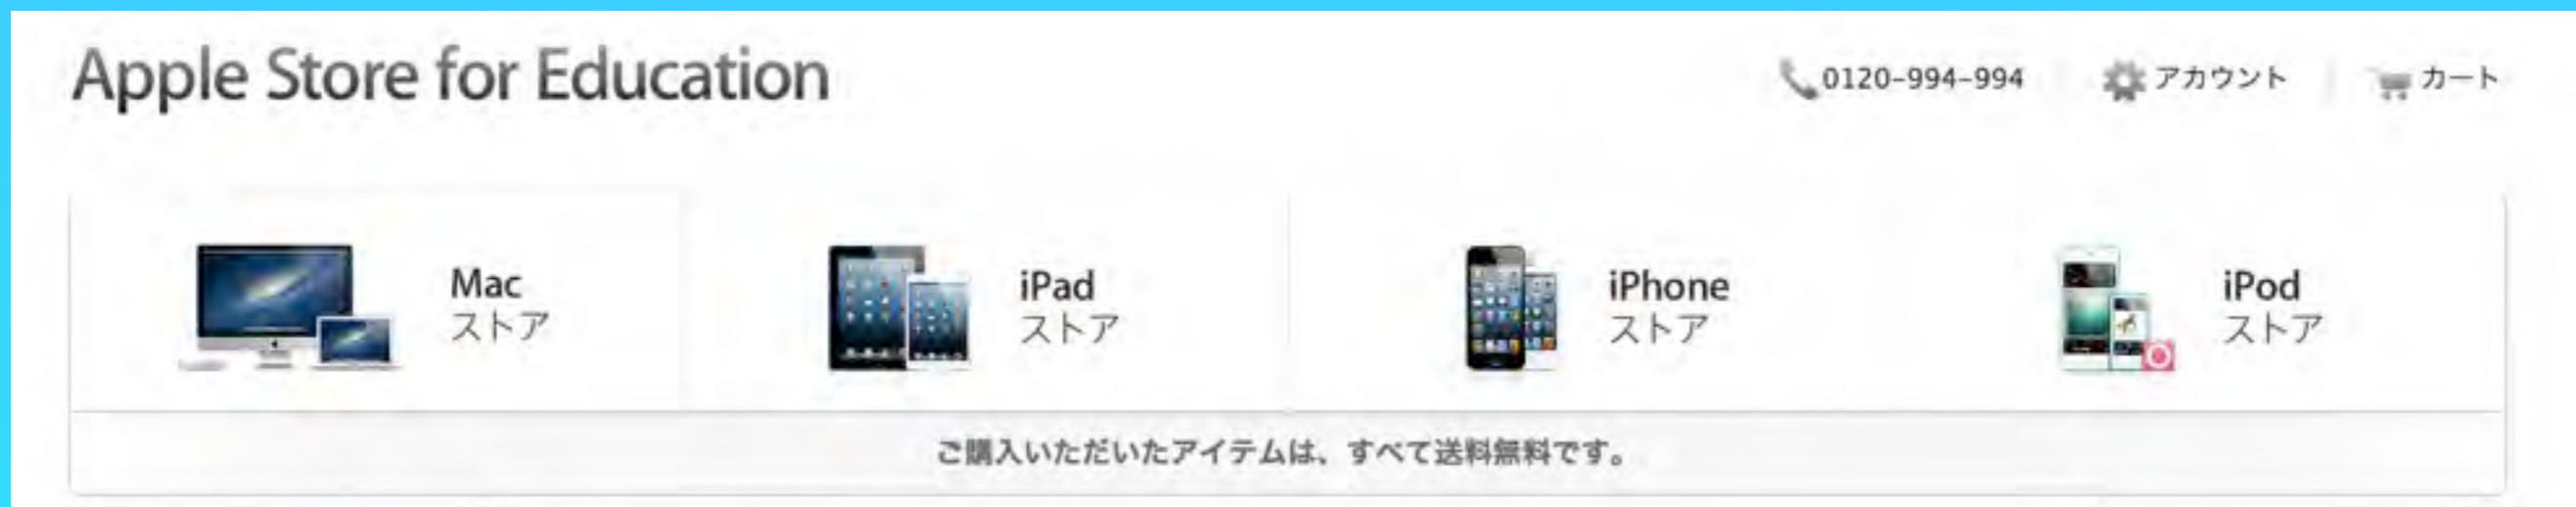 Apple Store for Education
0120-994-994 アカウント カート
Mac
ストア
iPad
ストア
iPhone
ストア
iPod
ストア
ご購入いただいたアイテムは、すべて送料無料です。